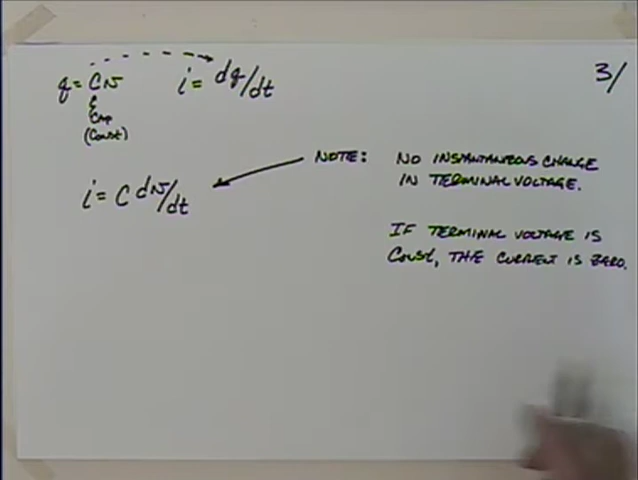 3/
q = Cv i = dq/dt
Cap
(Const)
i = C dv/dt
NOTE: NO INSTANTANEOUS CHANGE
IN TERMINAL VOLTAGE.
IF TERMINAL VOLTAGE IS
Const, THE CURRENT IS ZERO.